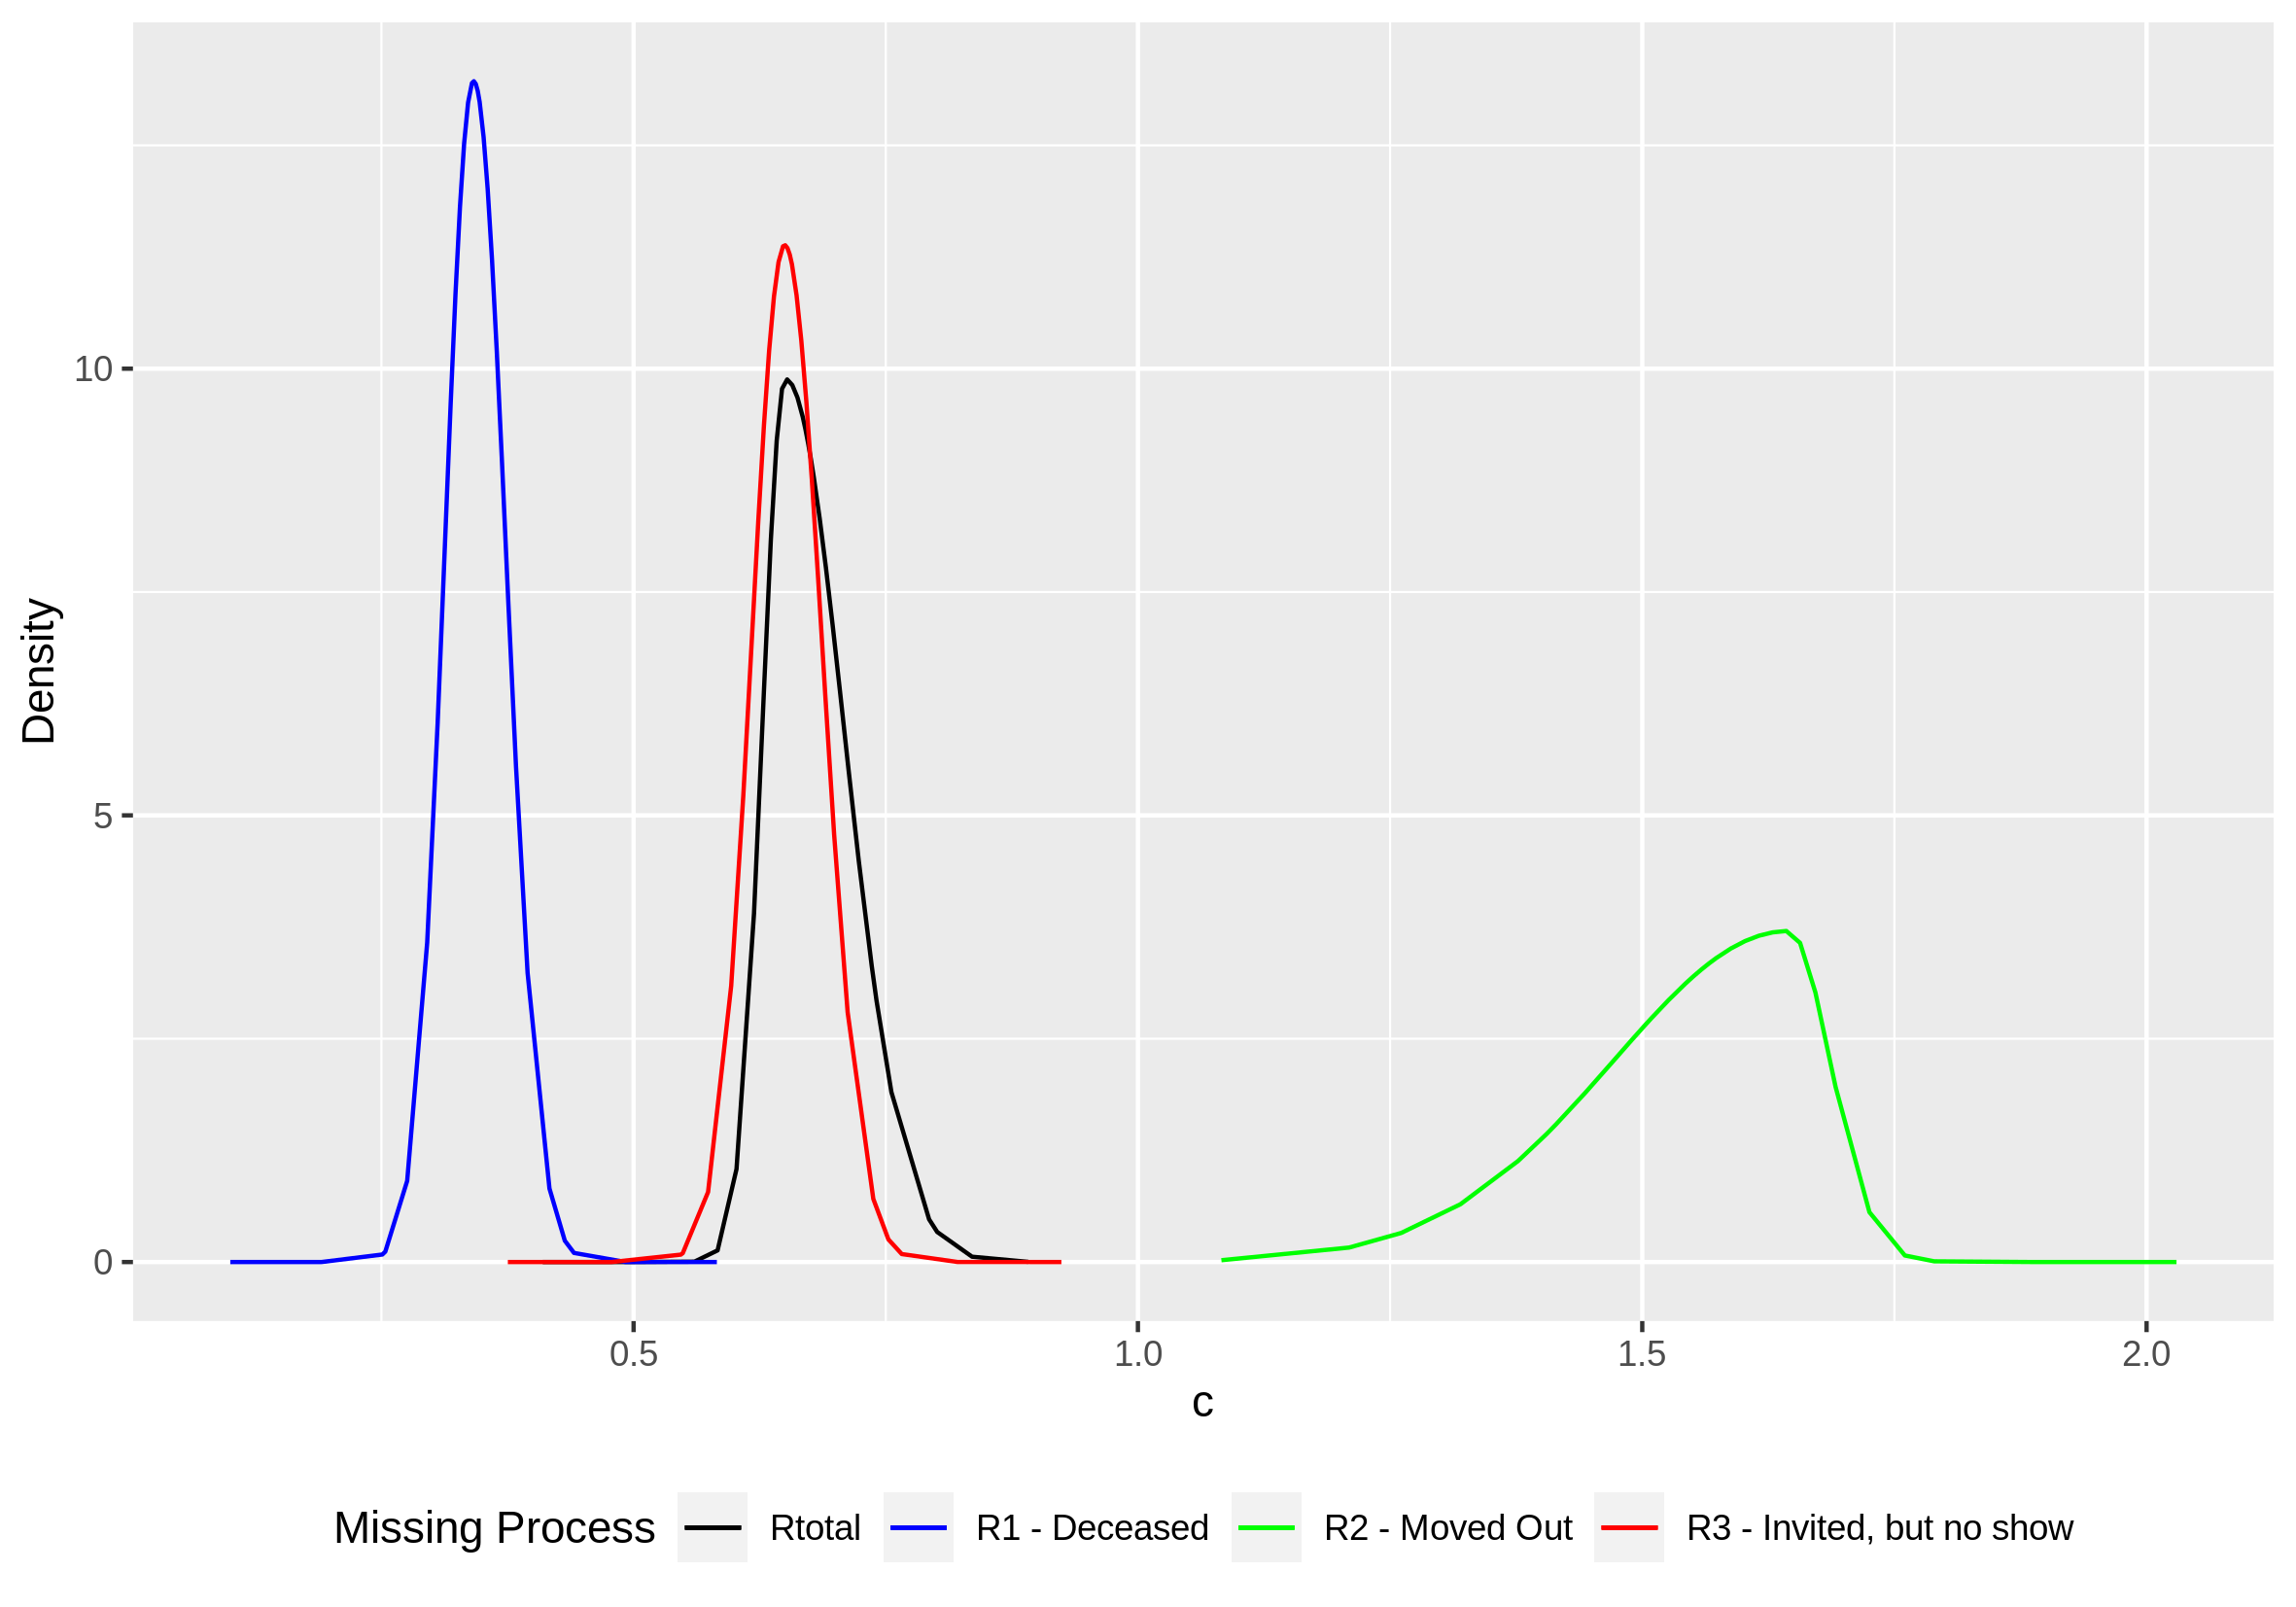 Density
10
5
0
0.5 1.0 1.5 2.0
c
Missing Process Rtotal R1 - Deceased R2 - Moved Out R3 - Invited, but no show